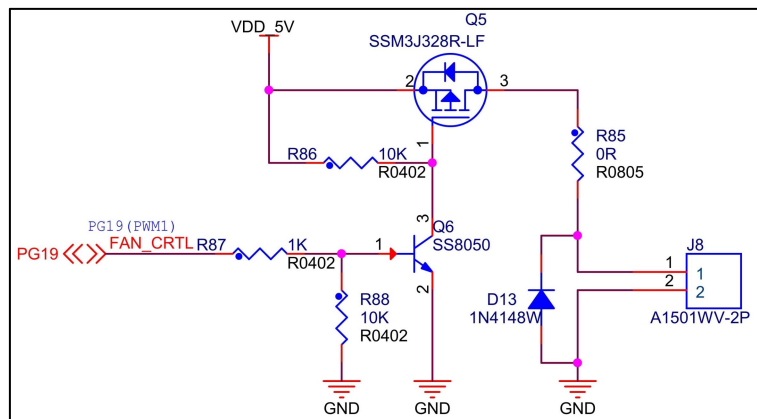 Q5
VDD_5V
SSM3J328R-LF
2
3
1
R86
10K
R0402
R85
0R
R0805
PG19(PWM1)
PG19
FAN_CRTL
R87
1K
R0402
1
3
Q6
SS8050
2
R88
10K
R0402
D13
1N4148W
J8
1
1
2
2
A1501WV-2P
GND
GND
GND